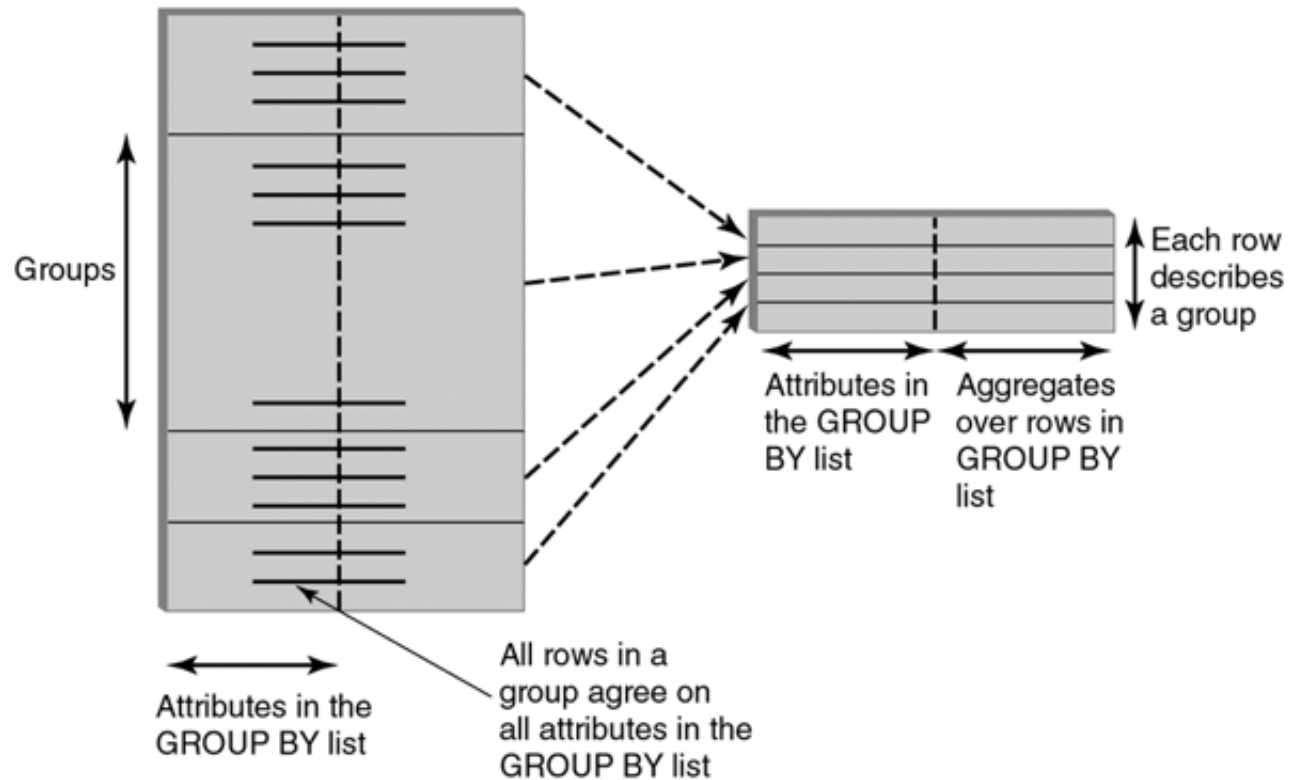 Groups
Each row
describes
a group
Attributes in
the GROUP
BY list
Aggregates
over rows in
GROUP BY
list
Attributes in the
GROUP BY list
All rows in a
group agree on
all attributes in the
GROUP BY list